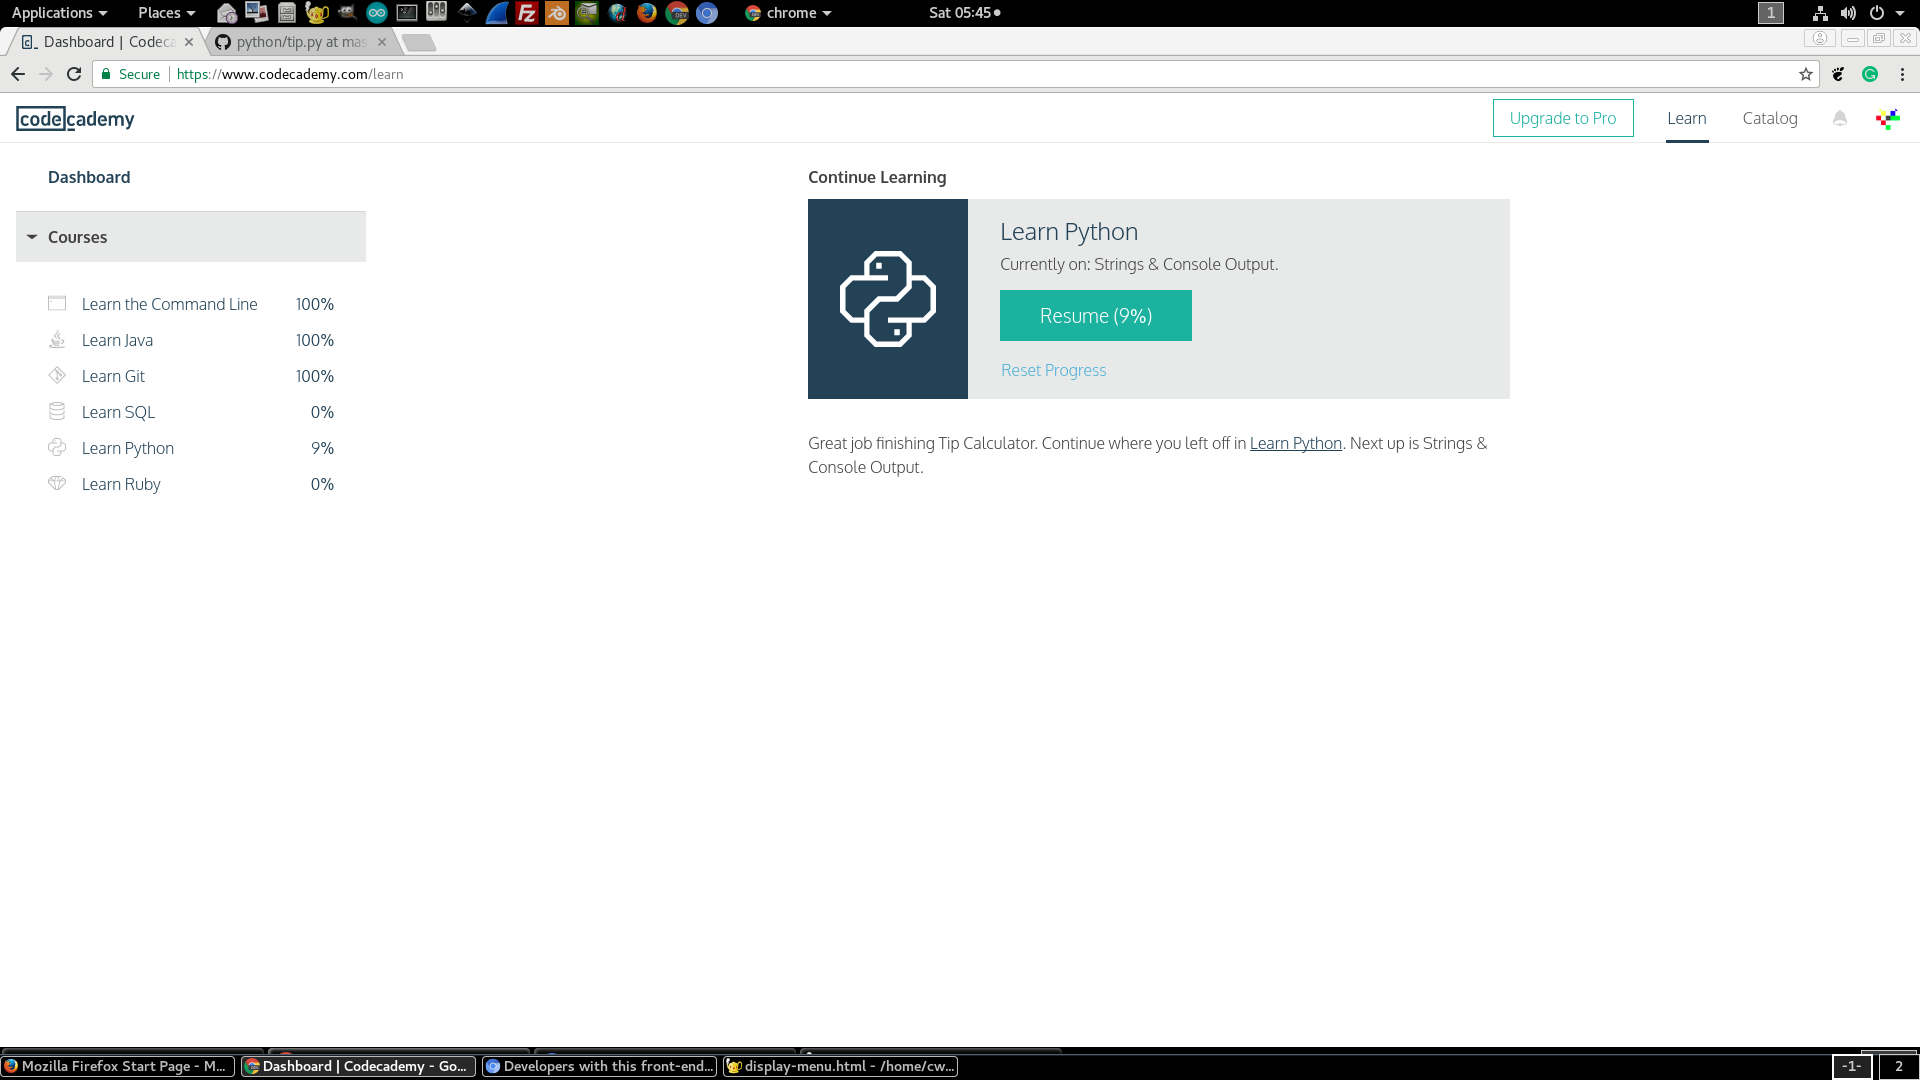 Applications
Places
chrome
Sat 05:45
1
Dashboard | Codeca
python/tip.py at mas
Secure
https://www.codecademy.com/learn
codecademy
Upgrade to Pro
Learn
Catalog
Dashboard
Courses
Learn the Command Line 100%
Learn Java 100%
Learn Git 100%
Learn SQL 0%
Learn Python 9%
Learn Ruby 0%
Continue Learning
Learn Python
Currently on: Strings & Console Output.
Resume (9%)
Reset Progress
Great job finishing Tip Calculator. Continue where you left off in Learn Python. Next up is Strings &
Console Output.
Mozilla Firefox Start Page - M...
Dashboard | Codecademy - Go...
Developers with this front-end...
display-menu.html - /home/cw...
-1-
2